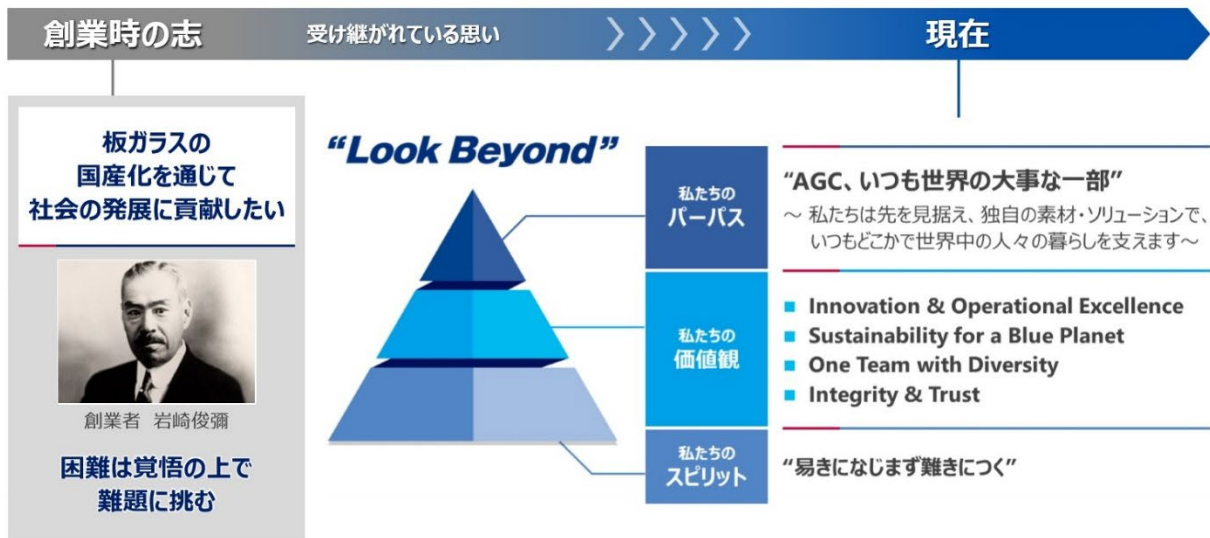 創業時の志
受け継がれている思い
現在
板ガラスの
国産化を通じて
社会の発展に貢献したい
創業者 岩崎俊彌
困難は覚悟の上で
難題に挑む
“Look Beyond”
私たちの
パーパス
“AGC、いつも世界の大事な一部”
～ 私たちは先を見据え、独自の素材・ソリューションで、
いつもどこかで世界中の人々の暮らしを支えます～
私たちの
価値観
Innovation & Operational Excellence
Sustainability for a Blue Planet
One Team with Diversity
Integrity & Trust
私たちの
スピリット
“易きになじまず難きにつく”